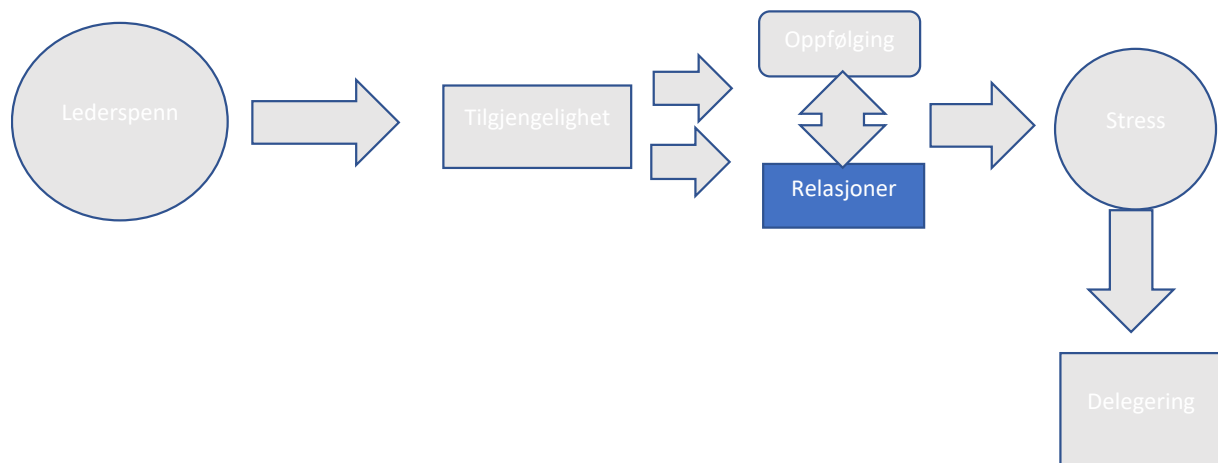 Lederspenn
Tilgjengelighet
Oppfølging
Relasjoner
Stress
Delegering